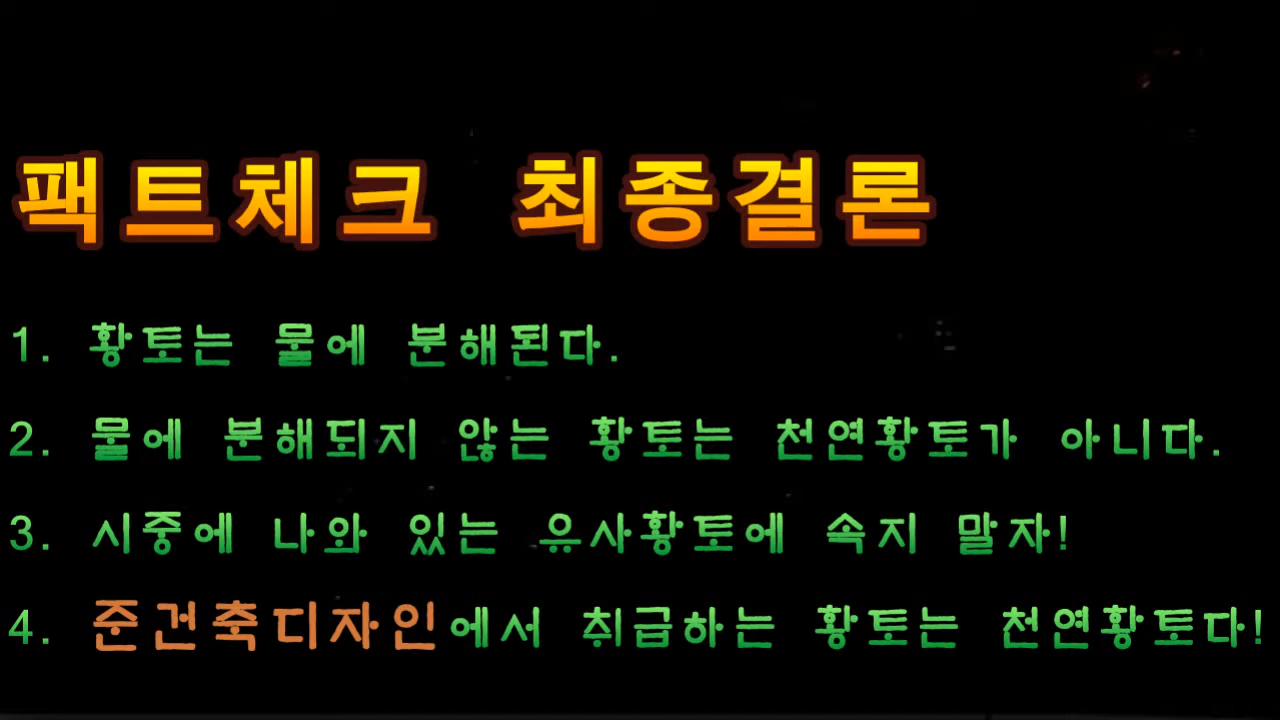 팩트체크 최종결론
1. 황토는 물에 분해된다.
2. 물에 분해되지 않는 황토는 천연황토가 아니다.
3. 시중에 나와 있는 유사황토에 속지 말자!
4. 준건축디자인에서 취급하는 황토는 천연황토다!